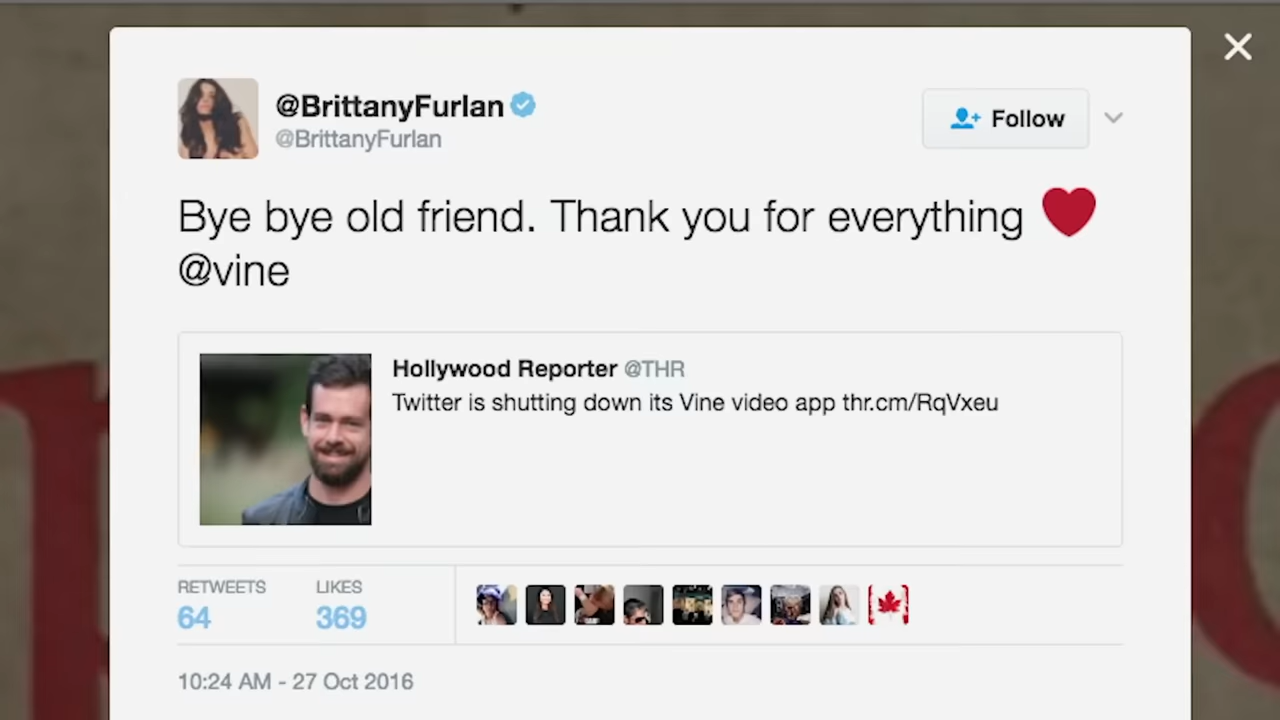 @BrittanyFurlan
@BrittanyFurlan
Follow
Bye bye old friend. Thank you for everything ❤
@vine
Hollywood Reporter @THR
Twitter is shutting down its Vine video app thr.cm/RqVxeu
RETWEETS LIKES
64 369
10:24 AM - 27 Oct 2016